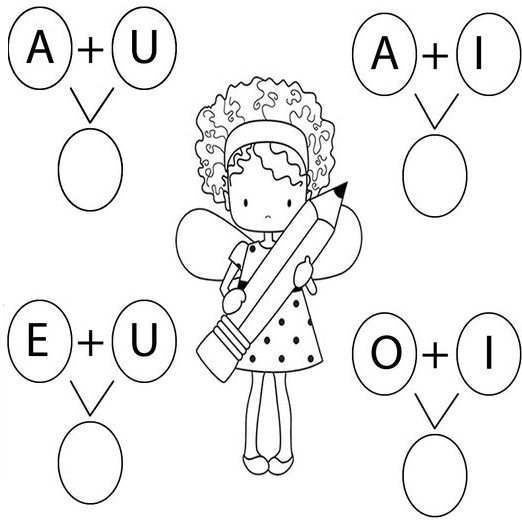 A + U
A + I
E + U
O + I